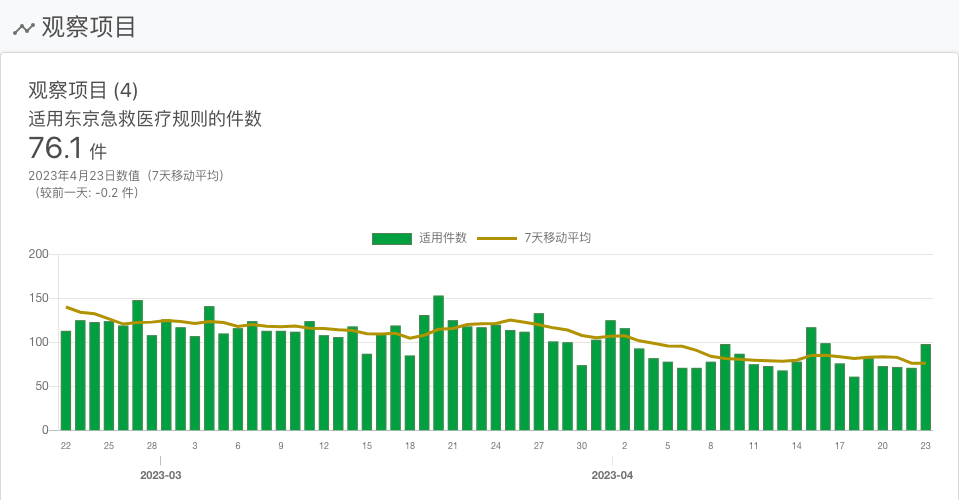 观察项目
观察项目 (4)
适用东京急救医疗规则的件数
76.1 件
2023年4月23日数值（7天移动平均）
（较前一天: -0.2 件）
适用件数 7天移动平均
200
150
100
50
0
22 25 28 3 6 9 12 15 18 21 24 27 30 2 5 8 11 14 17 20 23
2023-03 2023-04